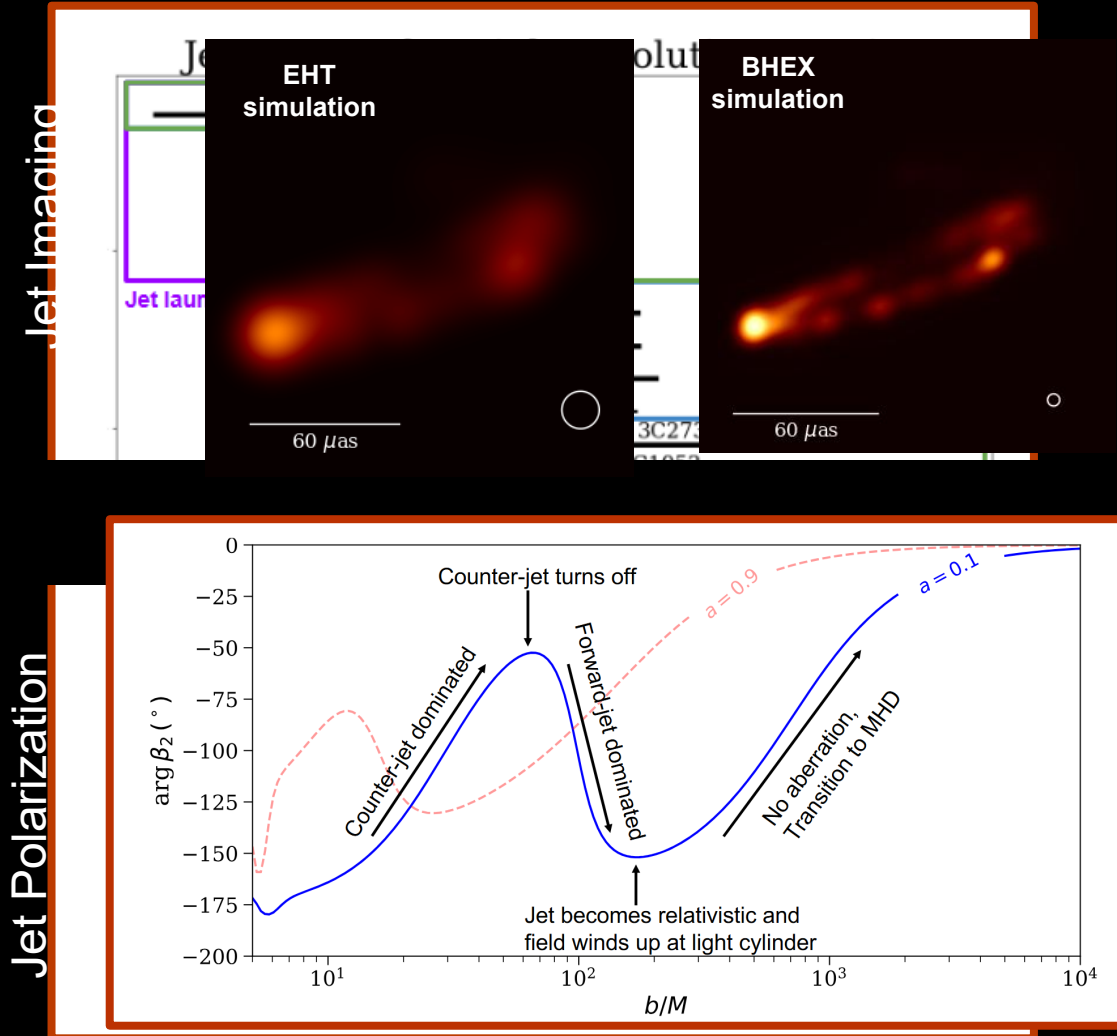 Jet Imaging
EHT
simulation
60 μas
BHEX
simulation
60 μas
Jet laun
3C273
Jet Polarization
arg β₂ (°)
0
−25
−50
−75
−100
−125
−150
−175
−200
Counter-jet turns off
Counter-jet dominated
Forward-jet dominated
a = 0.9
a = 0.1
No aberration,
Transition to MHD
Jet becomes relativistic and
field winds up at light cylinder
10¹
10²
10³
10⁴
b/M